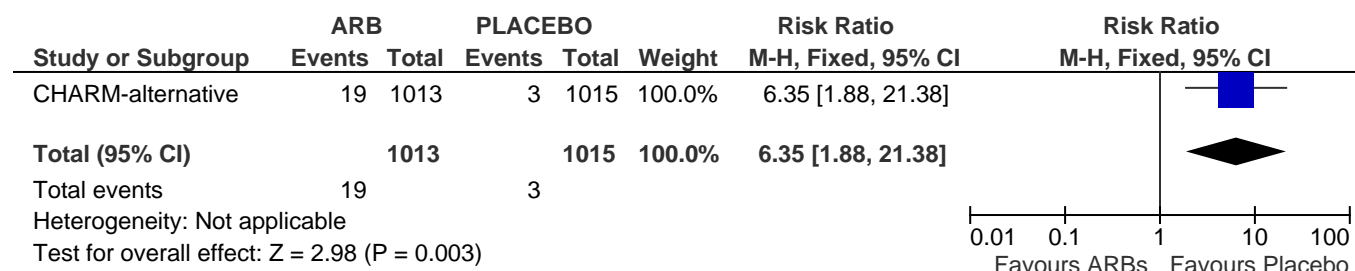 ARB PLACEBO Risk Ratio Risk Ratio
Study or Subgroup Events Total Events Total Weight M-H, Fixed, 95% CI M-H, Fixed, 95% CI
CHARM-alternative 19 1013 3 1015 100.0% 6.35 [1.88, 21.38]
Total (95% CI) 1013 1015 100.0% 6.35 [1.88, 21.38]
Total events 19 3
Heterogeneity: Not applicable
Test for overall effect: Z = 2.98 (P = 0.003)
0.01 0.1 1 10 100
Favours ARBs Favours Placebo